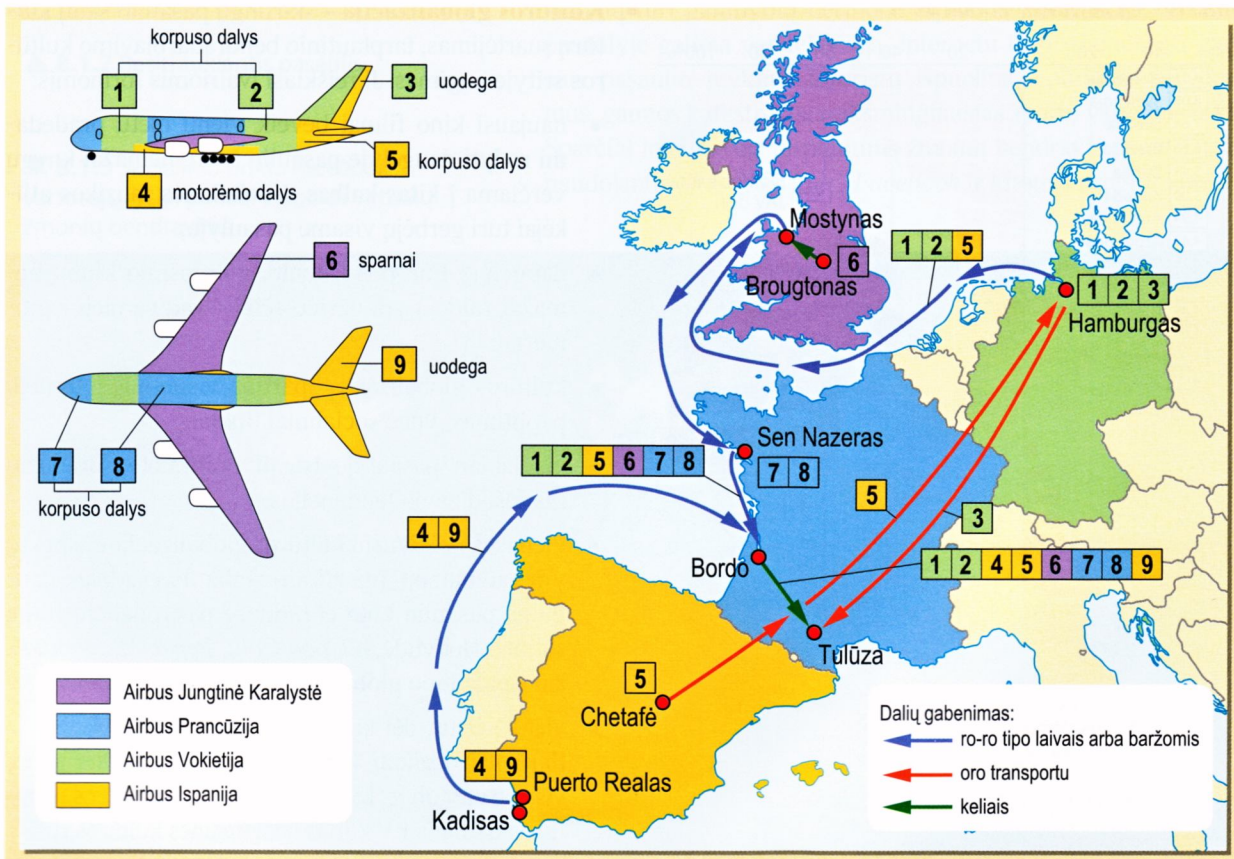 korpuso dalys
1
2
3
uodega
5
korpuso dalys
4
motorėmo dalys
6
sparnai
9
uodega
7
8
korpuso dalys
Mostynas
6
Brougtonas
1 2 5
1 2 3
Hamburgas
Sen Nazeras
7 8
1 2 5 6 7 8
5
3
4 9
Bordo
1 2 4 5 6 7 8 9
Tulūza
5
Chetafė
4 9
Puerto Realas
Kadisas
Airbus Jungtinė Karalystė
Airbus Prancūzija
Airbus Vokietija
Airbus Ispanija
Dalių gabenimas:
ro-ro tipo laivais arba baržomis
oro transportu
keliais